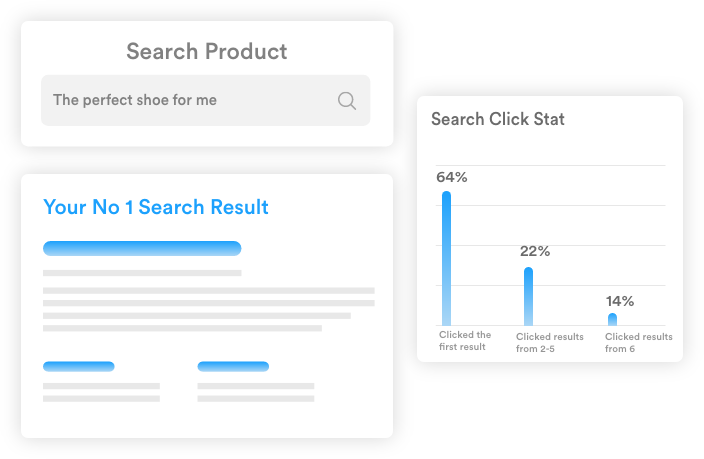 Search Product
The perfect shoe for me
Your No 1 Search Result
Search Click Stat
64%
22%
14%
Clicked the
first result
Clicked results
from 2-5
Clicked results
from 6